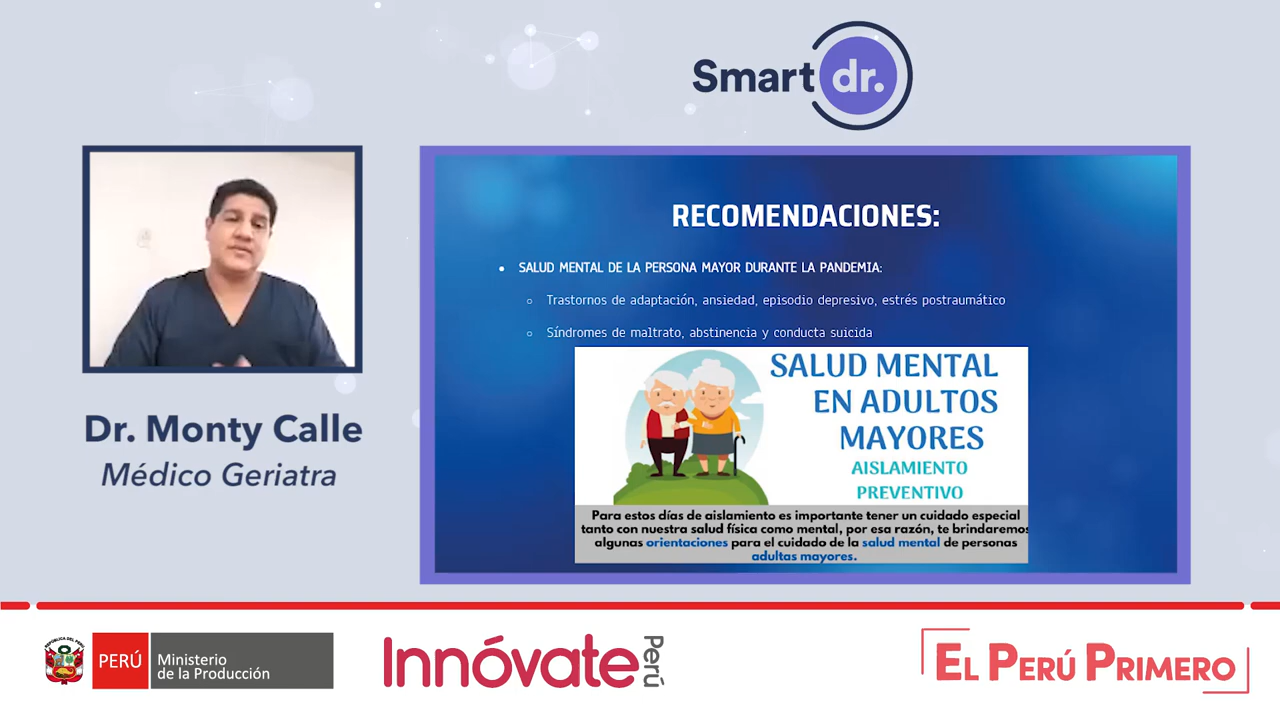 Smart dr.
RECOMENDACIONES:
SALUD MENTAL DE LA PERSONA MAYOR DURANTE LA PANDEMIA:
Trastornos de adaptación, ansiedad, episodio depresivo, estrés postraumático
Síndromes de maltrato, abstinencia y conducta suicida
SALUD MENTAL
EN ADULTOS
MAYORES
AISLAMIENTO
PREVENTIVO
Para estos días de aislamiento es importante tener un cuidado especial
tanto con nuestra salud física como mental, por esa razón, te brindaremos
algunas orientaciones para el cuidado de la salud mental de personas
adultas mayores.
Dr. Monty Calle
Médico Geriatra
REPÚBLICA DEL PERÚ
PERÚ
Ministerio
de la Producción
Innóvate Perú
EL PERÚ PRIMERO